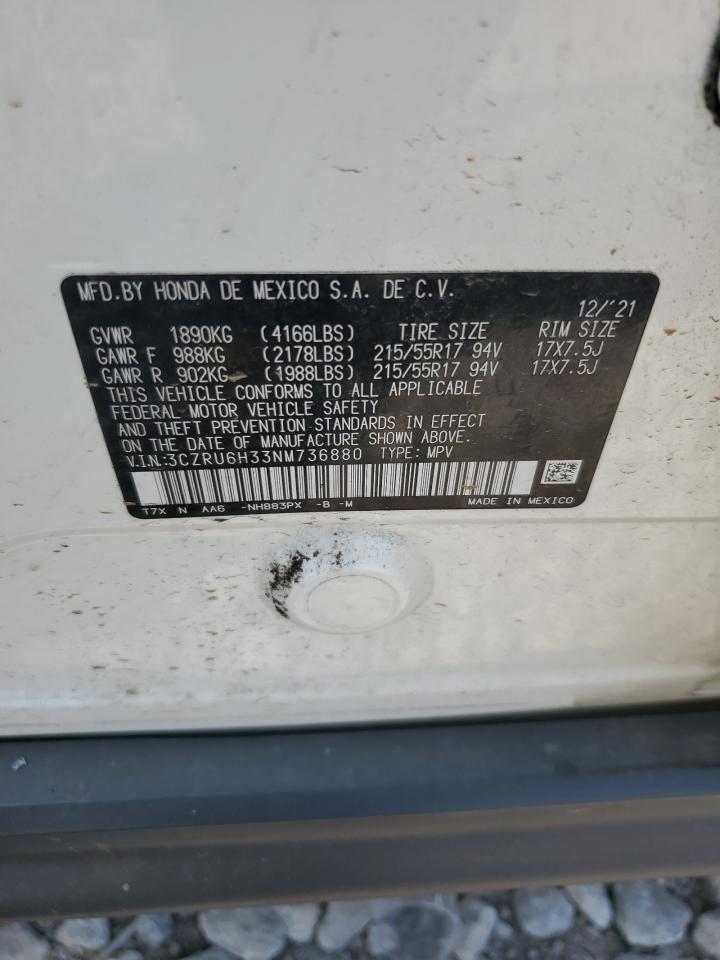 MFD.BY HONDA DE MEXICO S.A. DE C.V.
12/'21
GVWR 1890KG (4166LBS) TIRE SIZE RIM SIZE
GAWR F 988KG (2178LBS) 215/55R17 94V 17X7.5J
GAWR R 902KG (1988LBS) 215/55R17 94V 17X7.5J
THIS VEHICLE CONFORMS TO ALL APPLICABLE
FEDERAL MOTOR VEHICLE SAFETY
AND THEFT PREVENTION STANDARDS IN EFFECT
ON THE DATE OF MANUFACTURE SHOWN ABOVE.
V.I.N:3CZRU6H33NM736880 TYPE: MPV
T7X N AA6 -NH883PX -B -M MADE IN MEXICO